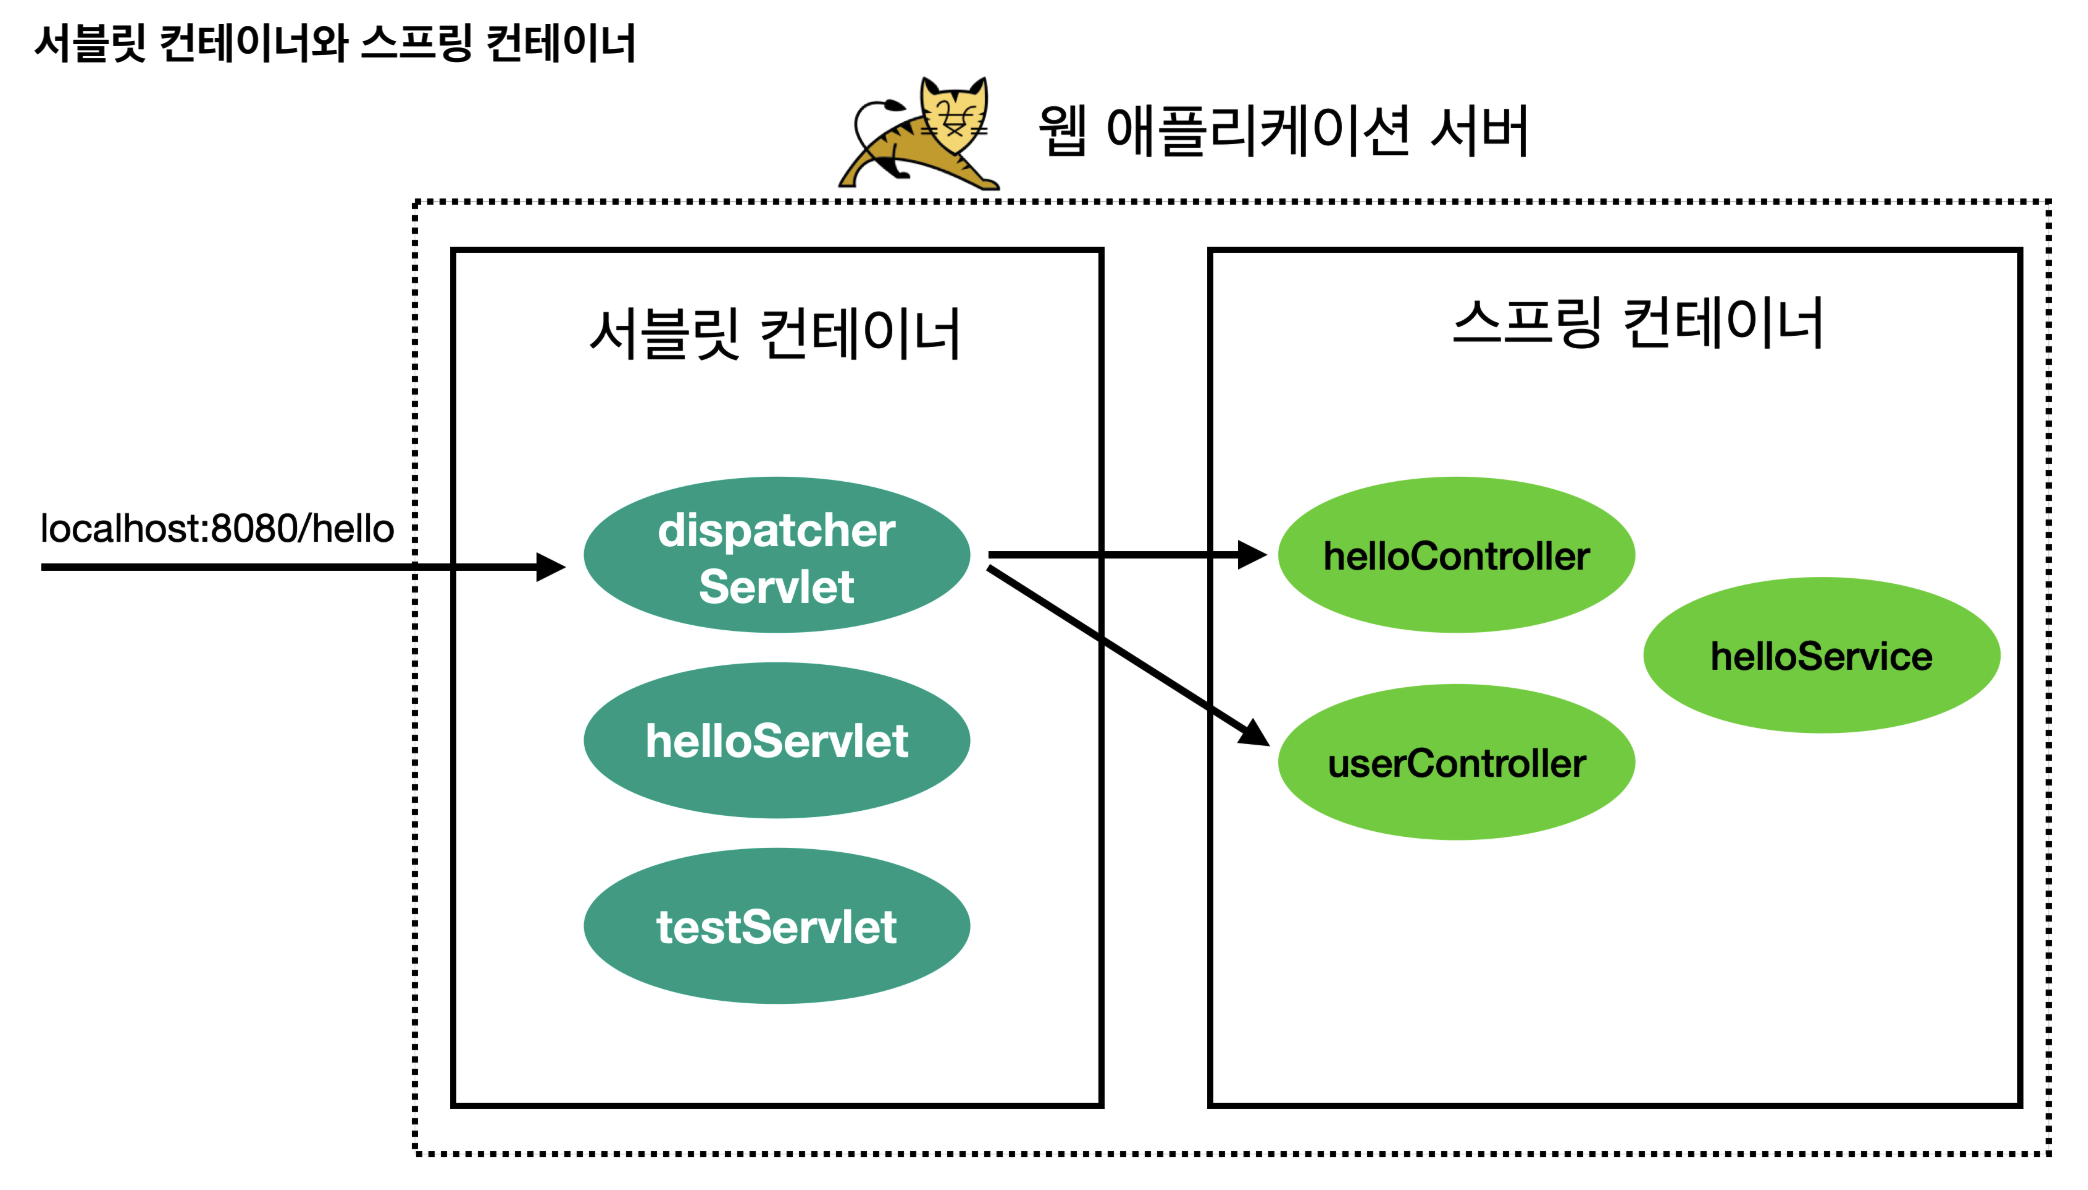 서블릿 컨테이너와 스프링 컨테이너
웹 애플리케이션 서버
서블릿 컨테이너
스프링 컨테이너
localhost:8080/hello
dispatcher
Servlet
helloServlet
testServlet
helloController
helloService
userController